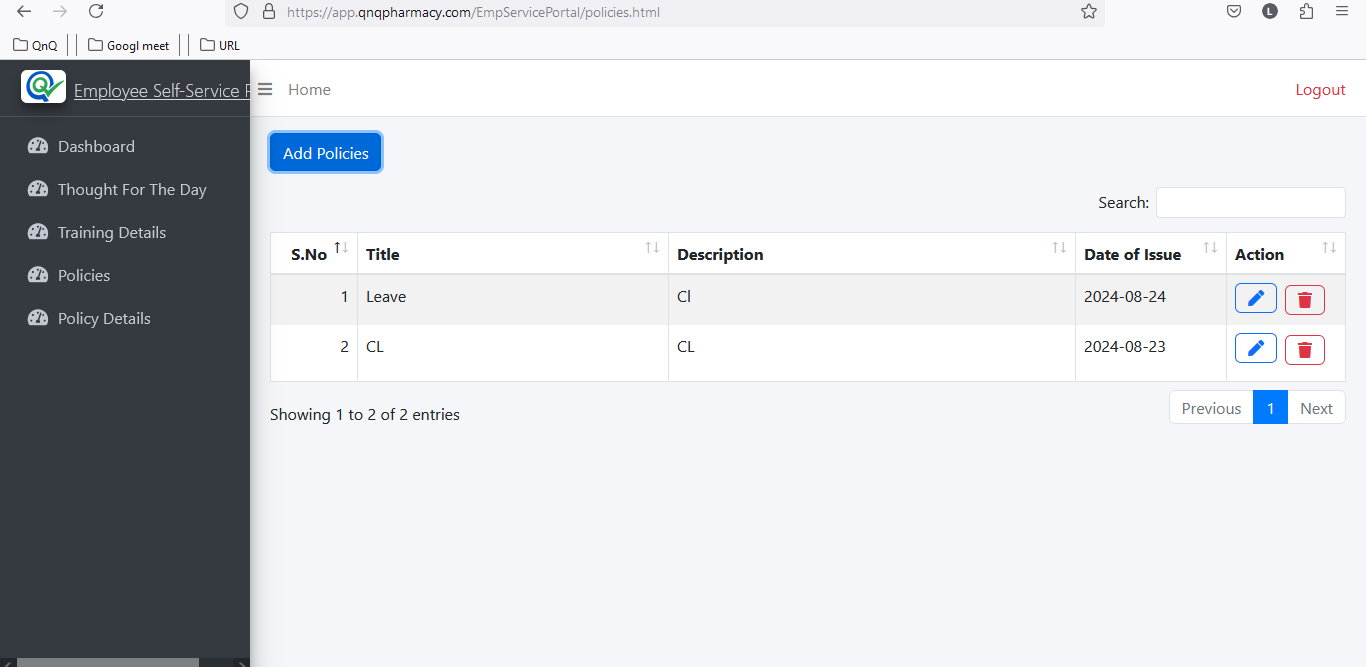 https://app.qnqpharmacy.com/EmpServicePortal/policies.html
L
QnQ
Googl meet
URL
Employee Self-Service
Home
Logout
Dashboard
Thought For The Day
Training Details
Policies
Policy Details
Add Policies
Search:
S.No Title Description Date of Issue Action
1 Leave Cl 2024-08-24
2 CL CL 2024-08-23
Showing 1 to 2 of 2 entries
Previous 1 Next